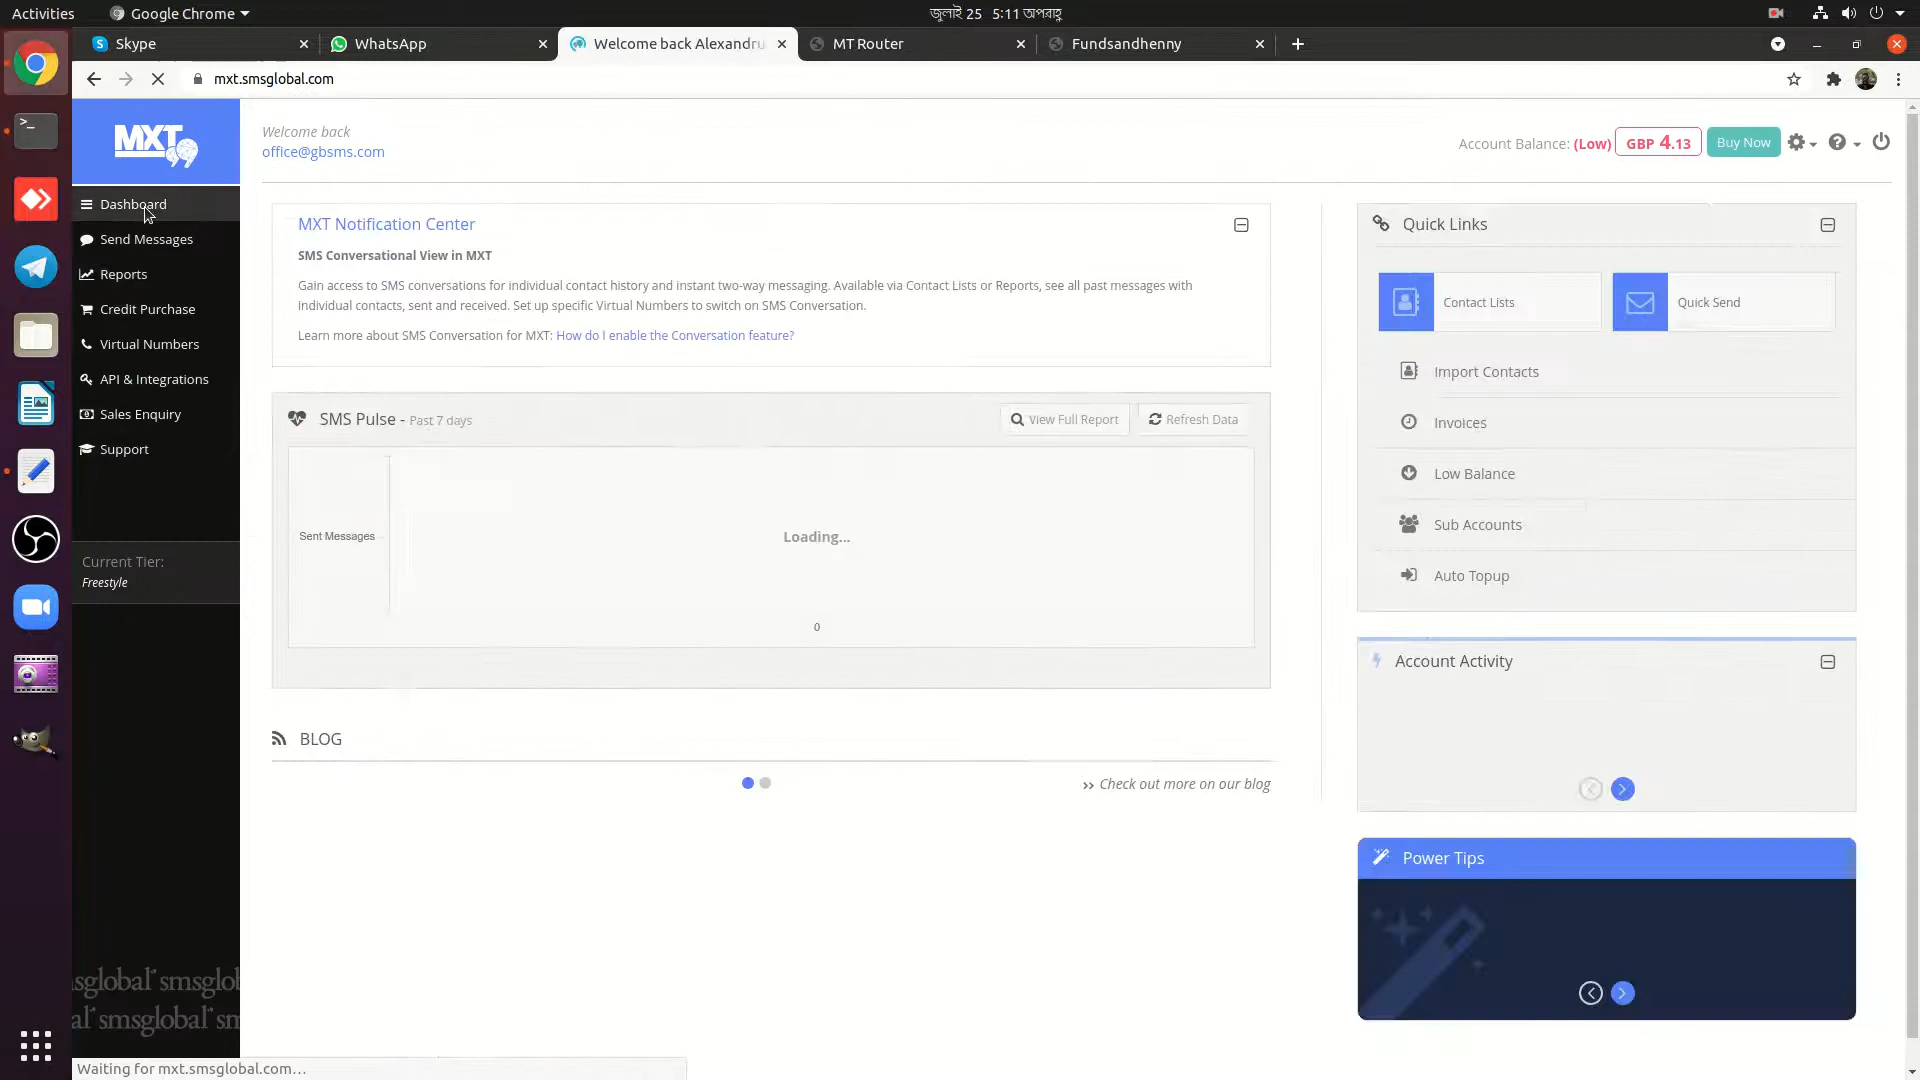 Activities
Google Chrome
জুলাই 25 5:11 অপরাহ্ণ
Skype
WhatsApp
Welcome back Alexandru
MT Router
Fundsandhenny
mxt.smsglobal.com
MXT
Welcome back
office@gbsms.com
Account Balance: (Low) GBP 4.13
Buy Now
Dashboard
Send Messages
Reports
Credit Purchase
Virtual Numbers
API & Integrations
Sales Enquiry
Support
Current Tier:
Freestyle
MXT Notification Center
SMS Conversational View in MXT
Gain access to SMS conversations for individual contact history and instant two-way messaging. Available via Contact Lists or Reports, see all past messages with
individual contacts, sent and received. Set up specific Virtual Numbers to switch on SMS Conversation.
Learn more about SMS Conversation for MXT: How do I enable the Conversation feature?
SMS Pulse - Past 7 days
View Full Report
Refresh Data
Sent Messages
Loading...
0
BLOG
>> Check out more on our blog
Quick Links
Contact Lists
Quick Send
Import Contacts
Invoices
Low Balance
Sub Accounts
Auto Topup
Account Activity
Power Tips
sglobal smsglob
al smsglobal sm
Waiting for mxt.smsglobal.com...